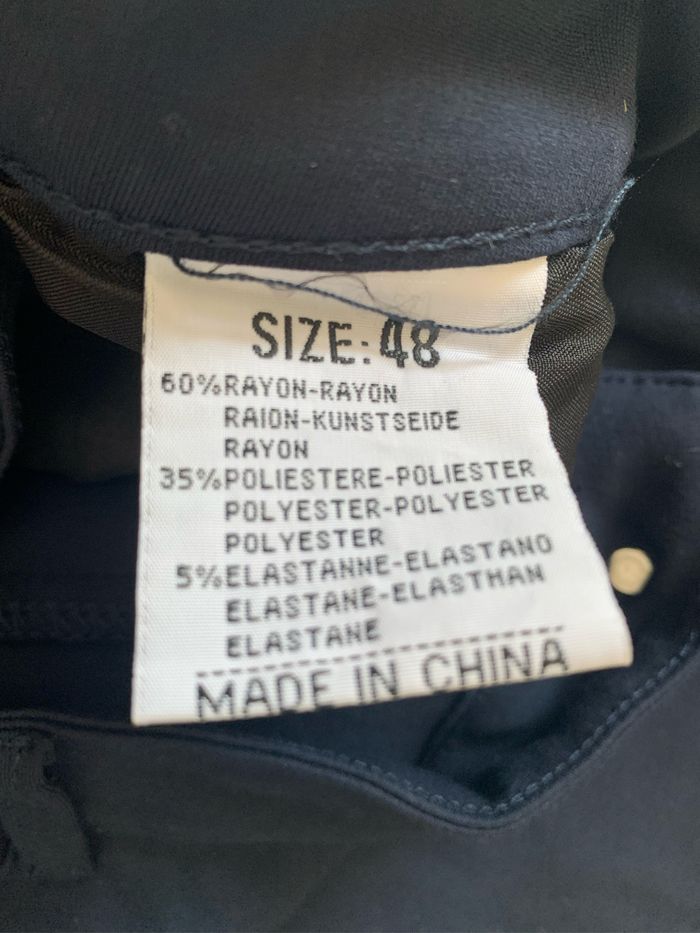 SIZE: 48
60%RAYON-RAYON
RAION-KUNSTSEIDE
RAYON
35%POLIESTERE-POLIESTER
POLYESTER-POLYESTER
POLYESTER
5%ELASTANNE-ELASTANO
ELASTANE-ELASTHAN
ELASTANE
MADE IN CHINA